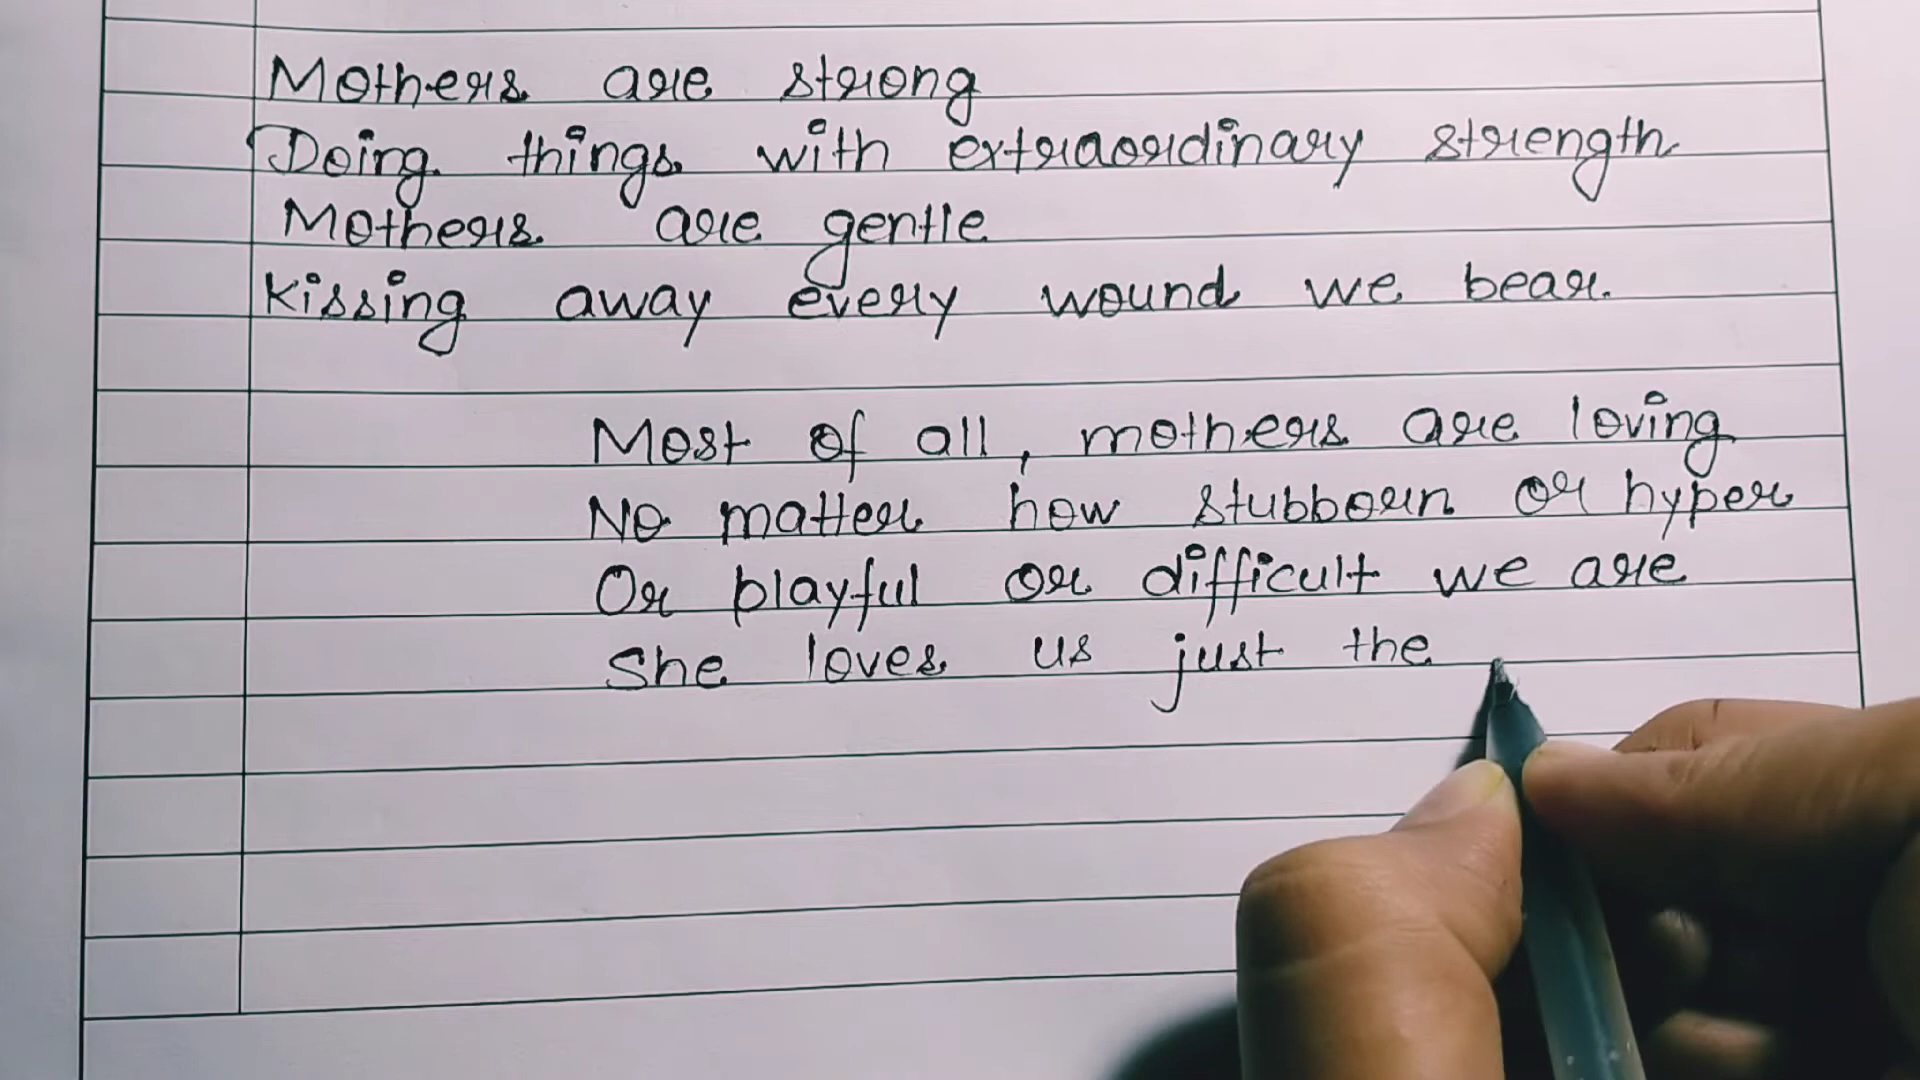 Mothers are strong
Doing things with extraordinary strength
Mothers are gentle
Kissing away every wound we bear.
Most of all, mothers are loving
No matter how stubborn or hyper
Or playful or difficult we are
She loves us just the